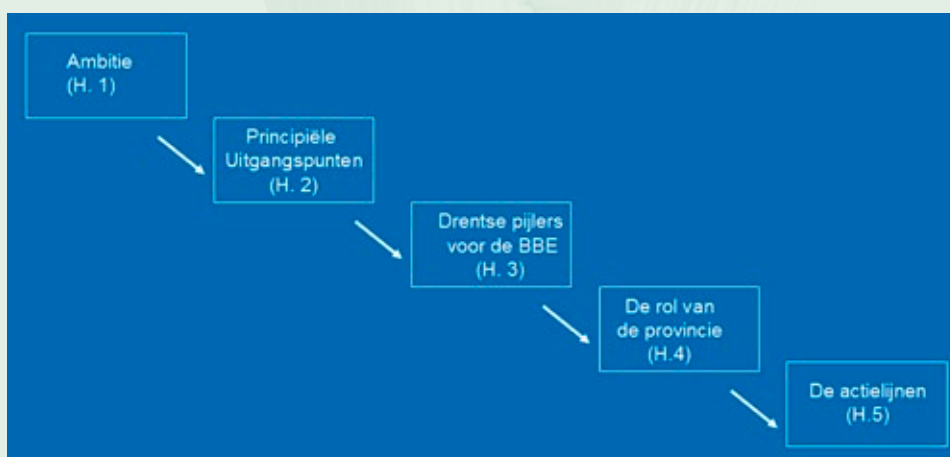 Ambitie
(H. 1)
Principiële
Uitgangspunten
(H. 2)
Drentse pijlers
voor de BBE
(H. 3)
De rol van
de provincie
(H.4)
De actielijnen
(H.5)